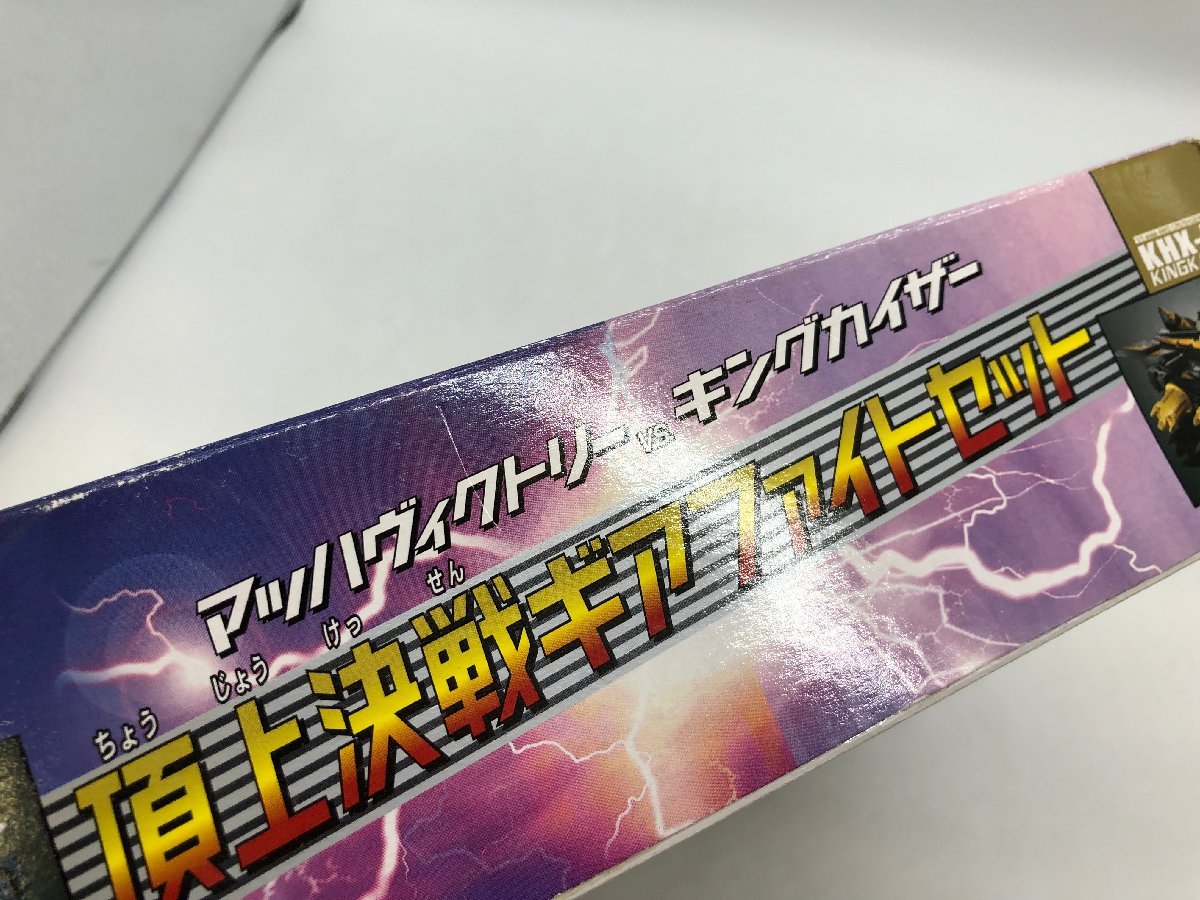 マッハヴィクトリー VS. キングカイザー
ちょう じょう けっ せん
頂上決戦ギアファイトセット
KHX-
KINGK